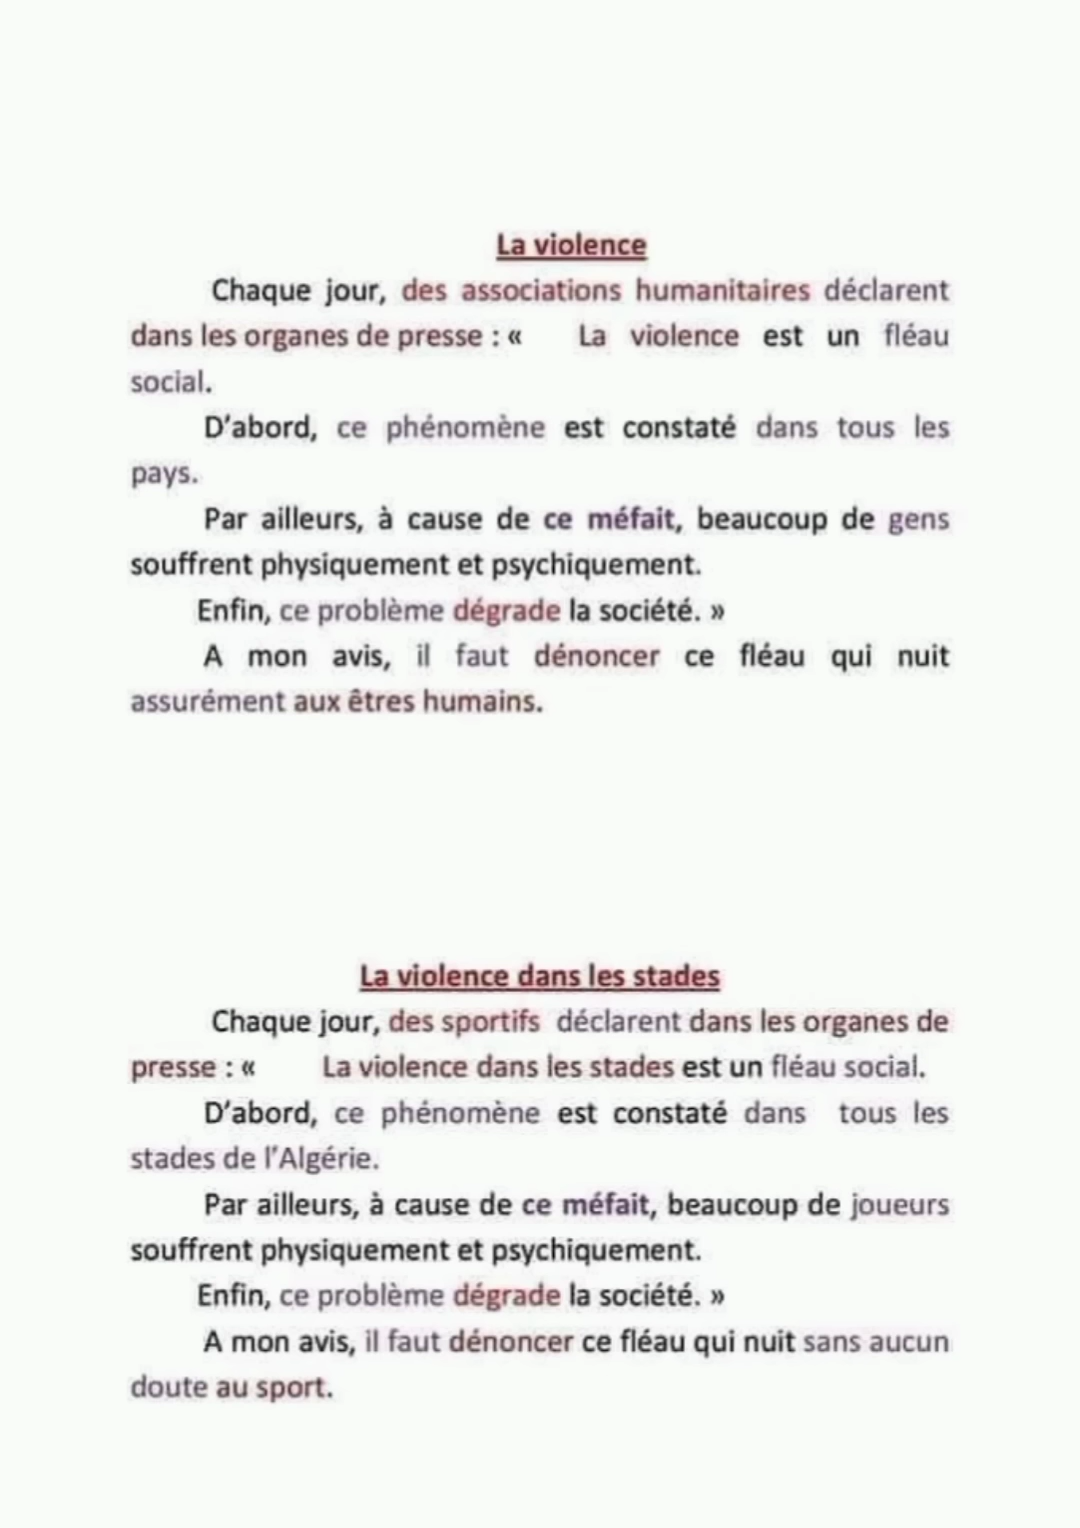 La violence
Chaque jour, des associations humanitaires déclarent
dans les organes de presse : « La violence est un fléau
social.
D'abord, ce phénomène est constaté dans tous les
pays.
Par ailleurs, à cause de ce méfait, beaucoup de gens
souffrent physiquement et psychiquement.
Enfin, ce problème dégrade la société. »
A mon avis, il faut dénoncer ce fléau qui nuit
assurément aux êtres humains.
La violence dans les stades
Chaque jour, des sportifs déclarent dans les organes de
presse : « La violence dans les stades est un fléau social.
D'abord, ce phénomène est constaté dans tous les
stades de l'Algérie.
Par ailleurs, à cause de ce méfait, beaucoup de joueurs
souffrent physiquement et psychiquement.
Enfin, ce problème dégrade la société. »
A mon avis, il faut dénoncer ce fléau qui nuit sans aucun
doute au sport.